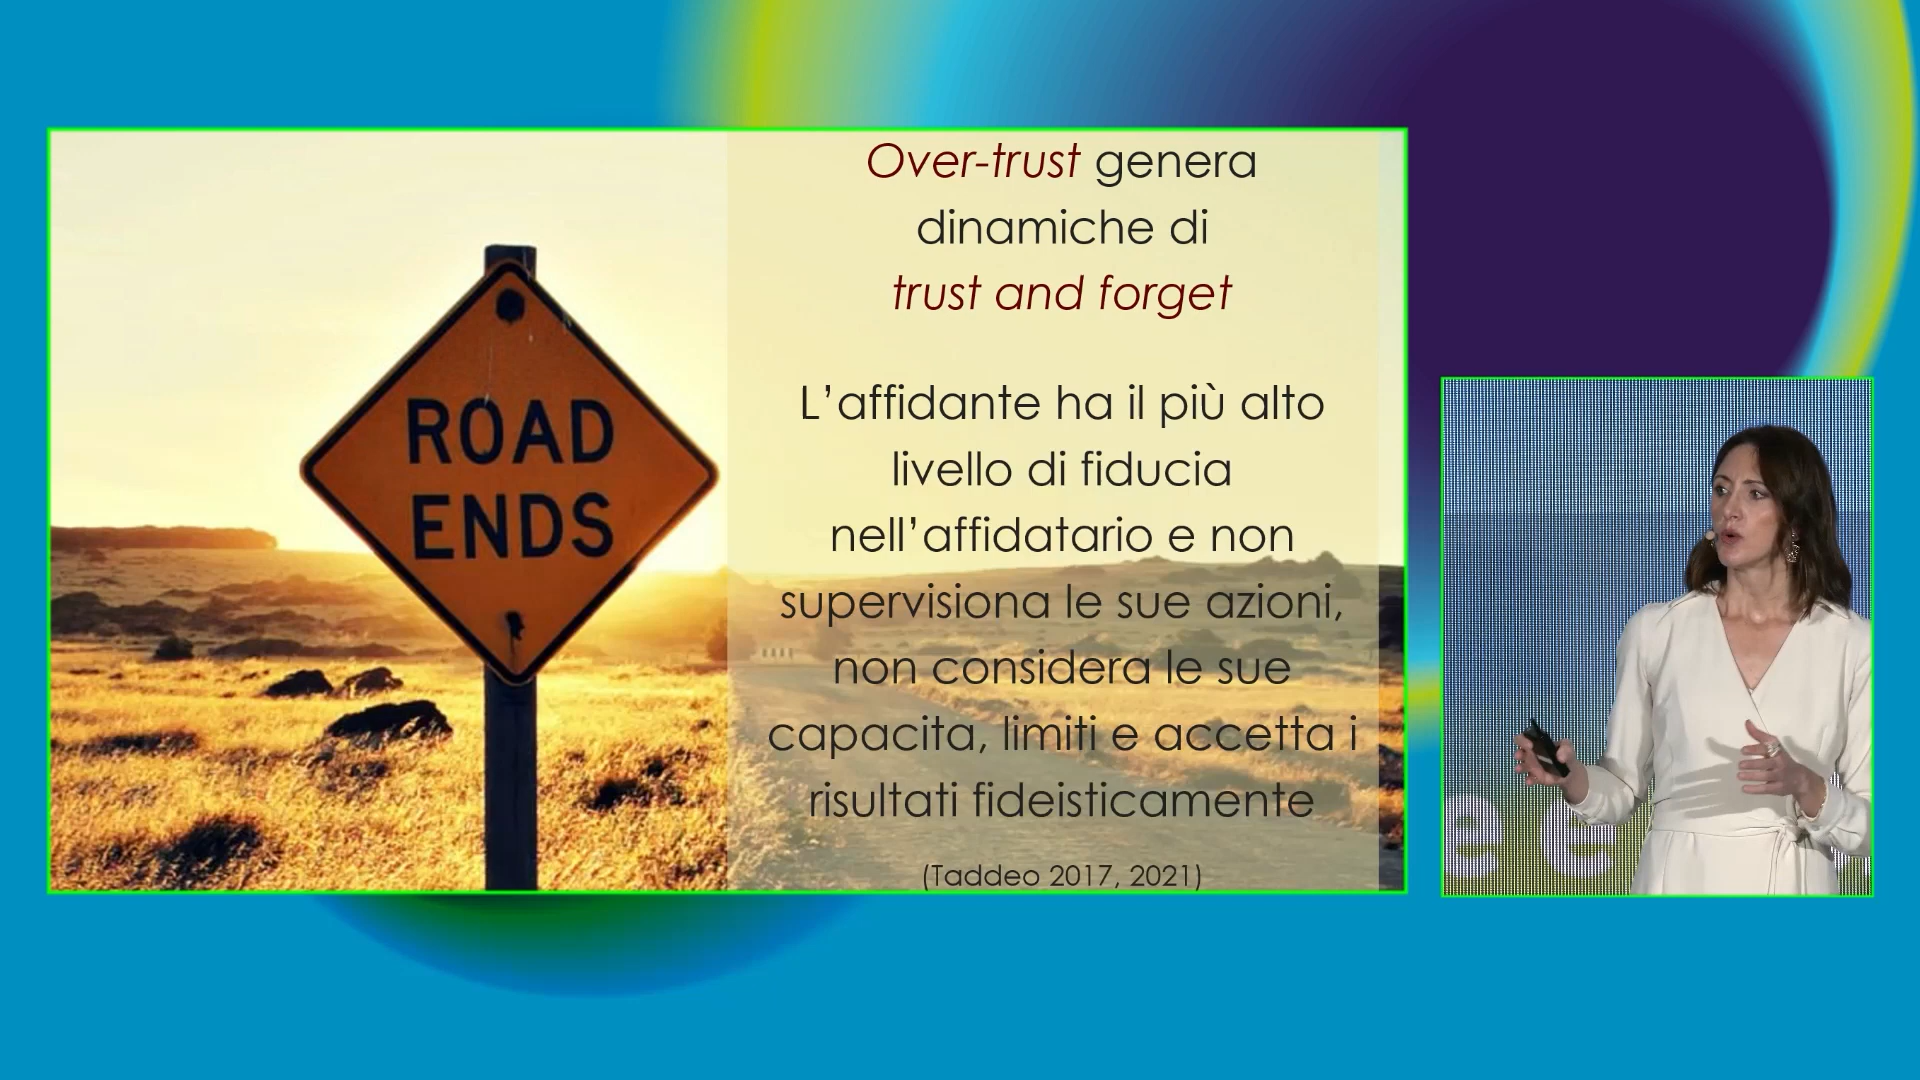 ROAD
ENDS
Over-trust genera
dinamiche di
trust and forget
L’affidante ha il più alto
livello di fiducia
nell’affidatario e non
supervisiona le sue azioni,
non considera le sue
capacita, limiti e accetta i
risultati fideisticamente
(Taddeo 2017, 2021)
e e